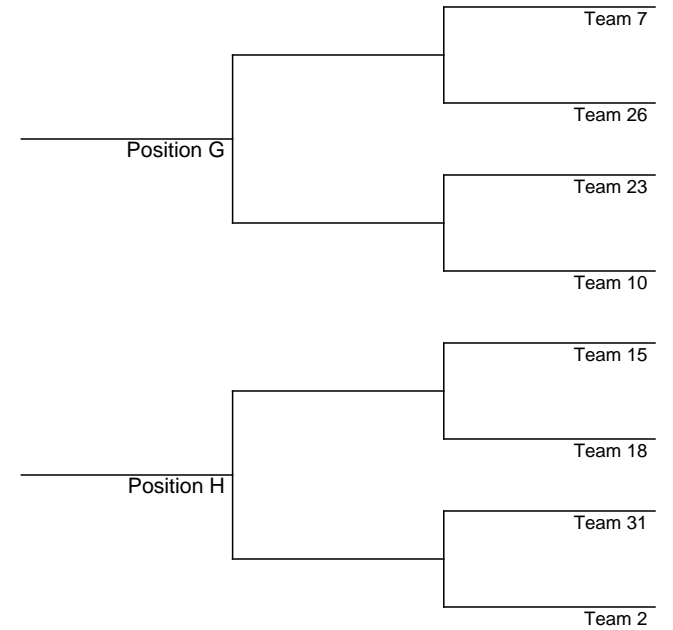 Team 7
Team 26
Position G
Team 23
Team 10
Team 15
Team 18
Position H
Team 31
Team 2